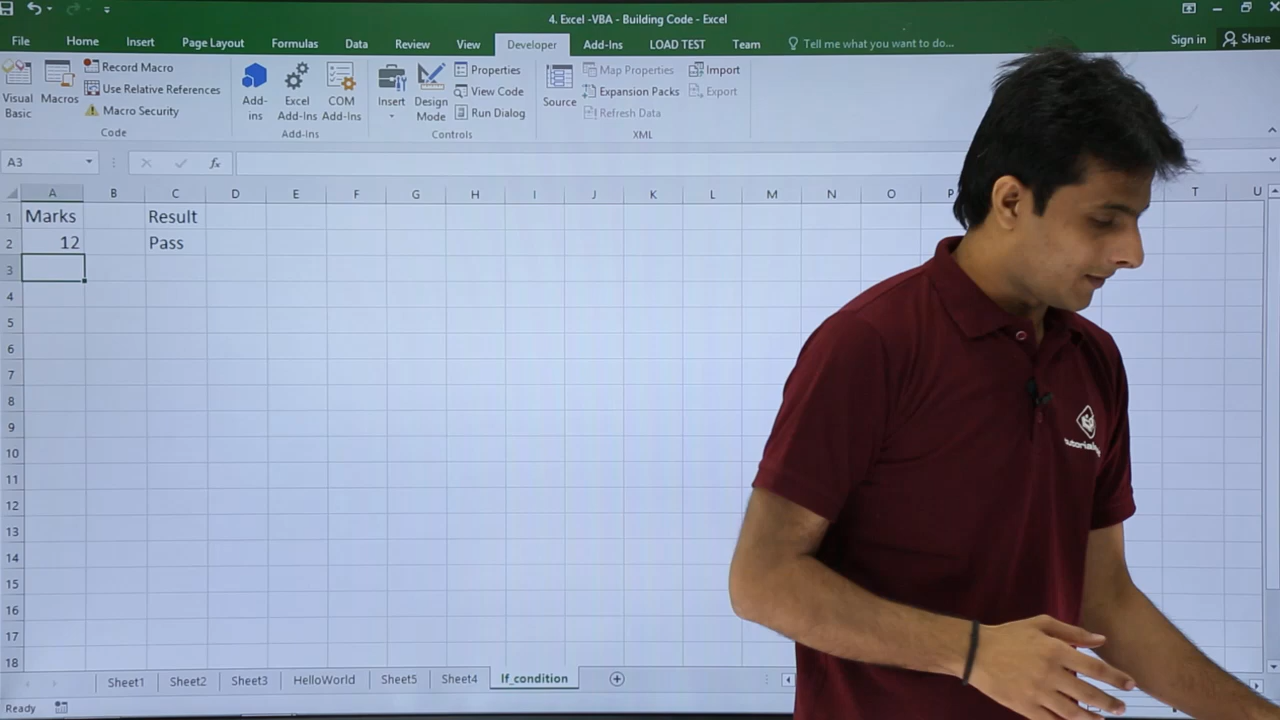 4. Excel -VBA - Building Code - Excel
File Home Insert Page Layout Formulas Data Review View Developer Add-Ins LOAD TEST Team Tell me what you want to do... Sign in Share
Visual Basic
Macros
Record Macro
Use Relative References
Macro Security
Code
Add-ins
Excel Add-Ins
COM Add-Ins
Add-Ins
Insert
Design Mode
Properties
View Code
Run Dialog
Controls
Source
Map Properties
Expansion Packs
Refresh Data
Import
Export
XML
A3 fx
A B C D E F G H I J K L M N O P T U
1 Marks Result
2 12 Pass
3
4
5
6
7
8
9
10
11
12
13
14
15
16
17
18
Sheet1 Sheet2 Sheet3 HelloWorld Sheet5 Sheet4 If_condition
Ready